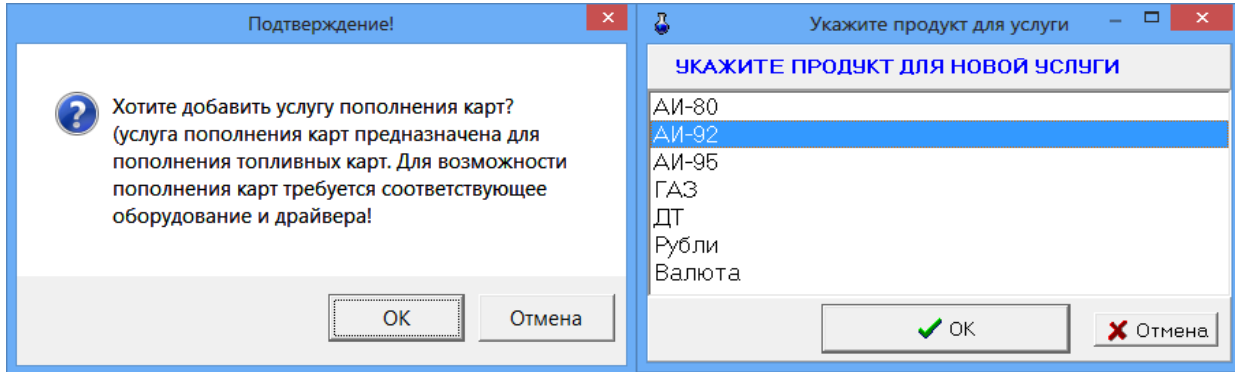 Подтверждение!
Хотите добавить услугу пополнения карт?
(услуга пополнения карт предназначена для
пополнения топливных карт. Для возможности
пополнения карт требуется соответствующее
оборудование и драйвера!
ОК
Отмена
Укажите продукт для услуги
УКАЖИТЕ ПРОДУКТ ДЛЯ НОВОЙ УСЛУГИ
АИ-80
АИ-92
АИ-95
ГАЗ
ДТ
Рубли
Валюта
ОК
Отмена